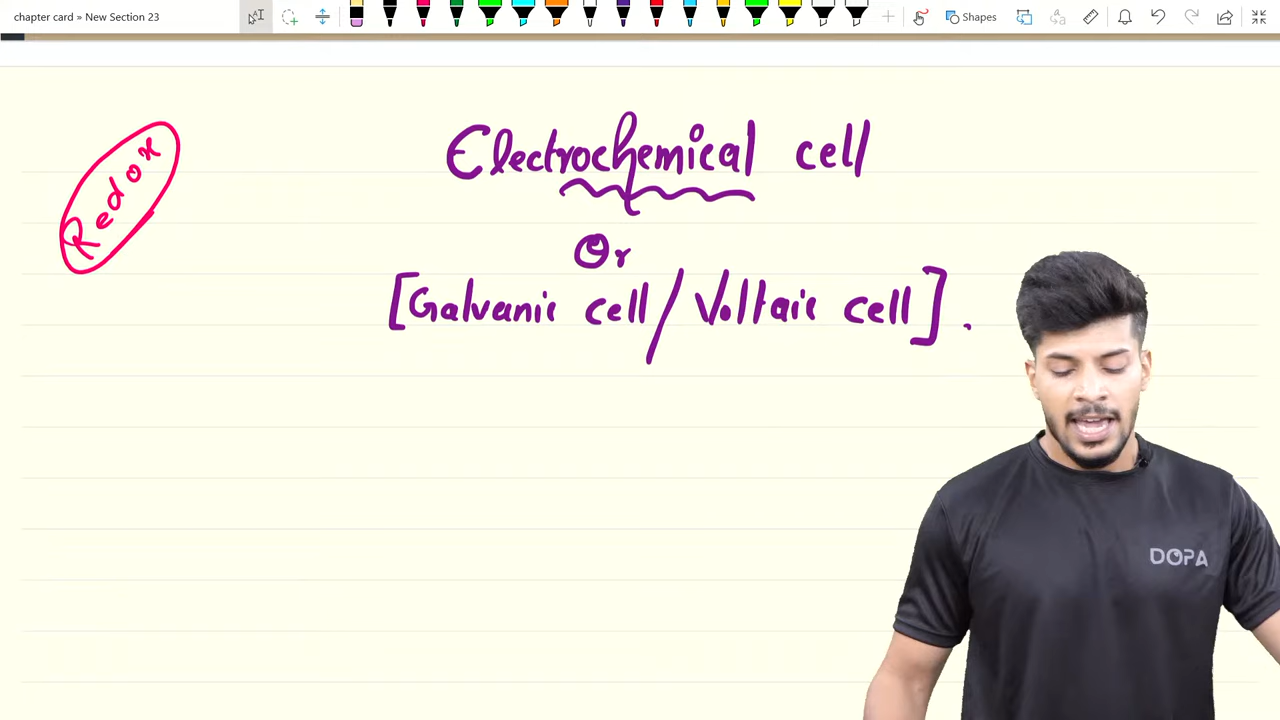 chapter card » New Section 23
Shapes
Redox
Electrochemical cell
Or
[Galvanic cell/Voltaic cell].
DOPA